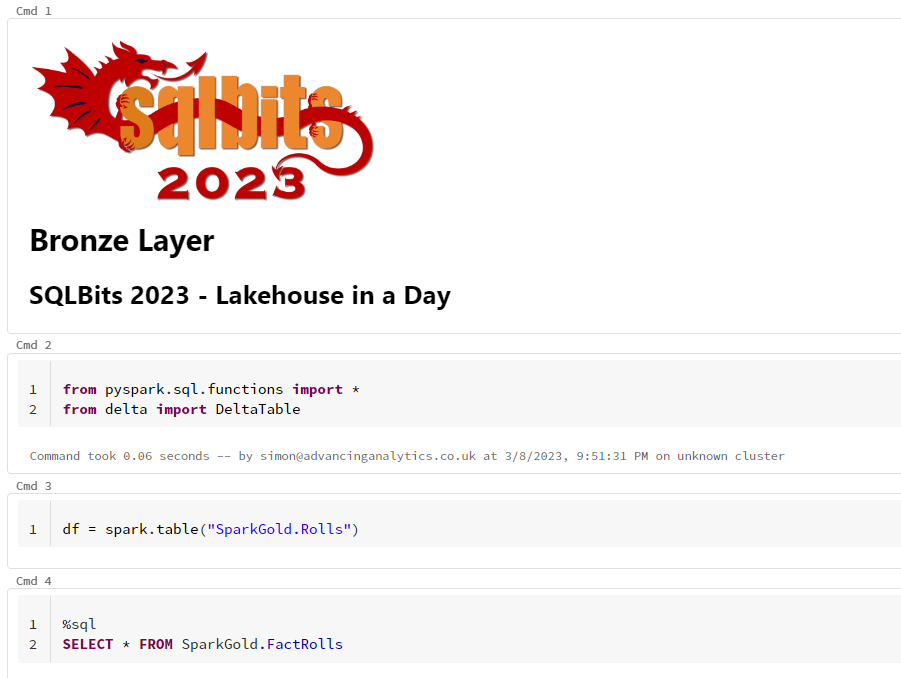 Cmd 1
sqlbits
2023
Bronze Layer
SQLBits 2023 - Lakehouse in a Day
Cmd 2
1 from pyspark.sql.functions import *
2 from delta import DeltaTable
Command took 0.06 seconds -- by simon@advancinganalytics.co.uk at 3/8/2023, 9:51:31 PM on unknown cluster
Cmd 3
1 df = spark.table("SparkGold.Rolls")
Cmd 4
1 %sql
2 SELECT * FROM SparkGold.FactRolls